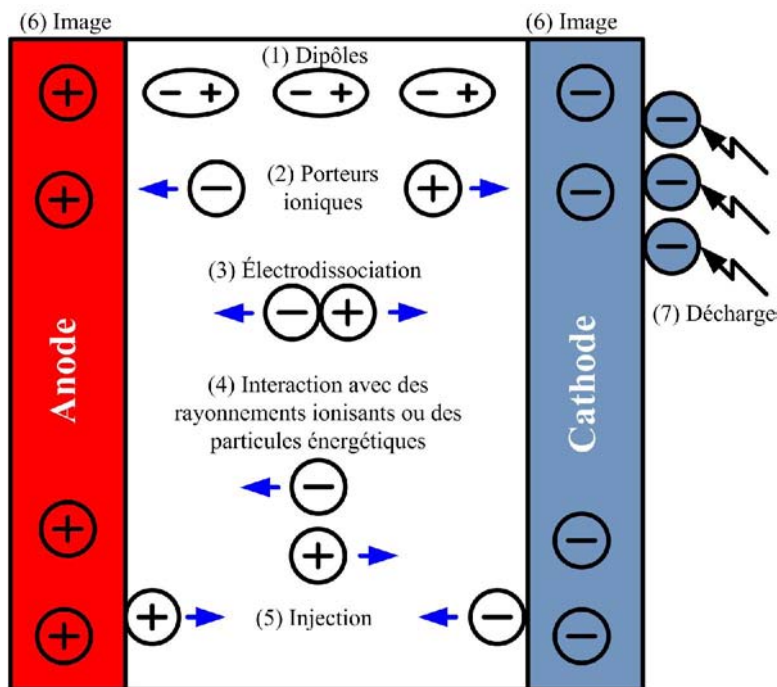 (6) Image
(6) Image
(1) Dipôles
(2) Porteurs
ioniques
(3) Électrodissociation
(7) Décharge
(4) Interaction avec des
rayonnements ionisants ou des
particules énergétiques
Anode
Cathode
(5) Injection